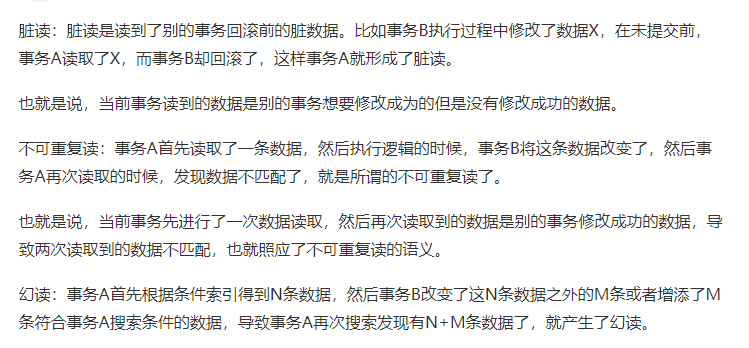 脏读：脏读是读到了别的事务回滚前的脏数据。比如事务B执行过程中修改了数据X，在未提交前，
事务A读取了X，而事务B却回滚了，这样事务A就形成了脏读。
也就是说，当前事务读到的数据是别的事务想要修改成为的但是没有修改成功的数据。
不可重复读：事务A首先读取了一条数据，然后执行逻辑的时候，事务B将这条数据改变了，然后事
务A再次读取的时候，发现数据不匹配了，就是所谓的不可重复读了。
也就是说，当前事务先进行了一次数据读取，然后再次读取到的数据是别的事务修改成功的数据，导
致两次读取到的数据不匹配，也就照应了不可重复读的语义。
幻读：事务A首先根据条件索引得到N条数据，然后事务B改变了这N条数据之外的M条或者增添了M
条符合事务A搜索条件的数据，导致事务A再次搜索发现有N+M条数据了，就产生了幻读。